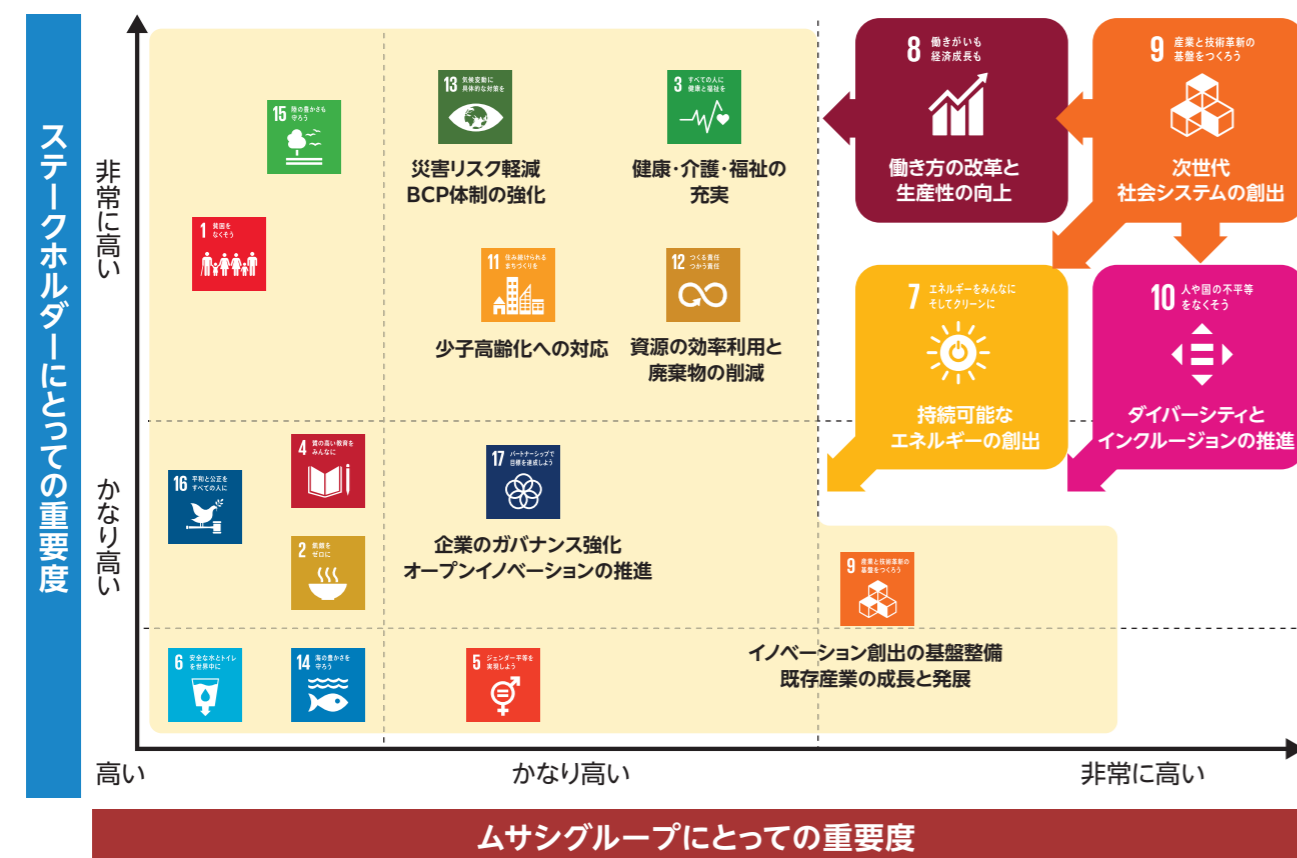 ステークホルダーにとっての重要度
非常に高い
かなり高い
15 陸の豊かさも
守ろう
13 気候変動に
具体的な対策を
災害リスク軽減
BCP体制の強化
3 すべての人に
健康と福祉を
健康・介護・福祉の
充実
8 働きがいも
経済成長も
働き方の改革と
生産性の向上
9 産業と技術革新の
基盤をつくろう
次世代
社会システムの創出
1 貧困を
なくそう
11 住み続けられる
まちづくりを
少子高齢化への対応
12 つくる責任
つかう責任
資源の効率利用と
廃棄物の削減
7 エネルギーをみんなに
そしてクリーンに
持続可能な
エネルギーの創出
10 人や国の不平等
をなくそう
ダイバーシティと
インクルージョンの推進
16 平和と公正を
すべての人に
4 質の高い教育を
みんなに
17 パートナーシップで
目標を達成しよう
企業のガバナンス強化
オープンイノベーションの推進
2 飢餓を
ゼロに
9 産業と技術革新の
基盤をつくろう
イノベーション創出の基盤整備
既存産業の成長と発展
6 安全な水とトイレ
を世界中に
14 海の豊かさを
守ろう
5 ジェンダー平等を
実現しよう
高い
かなり高い
非常に高い
ムサシグループにとっての重要度